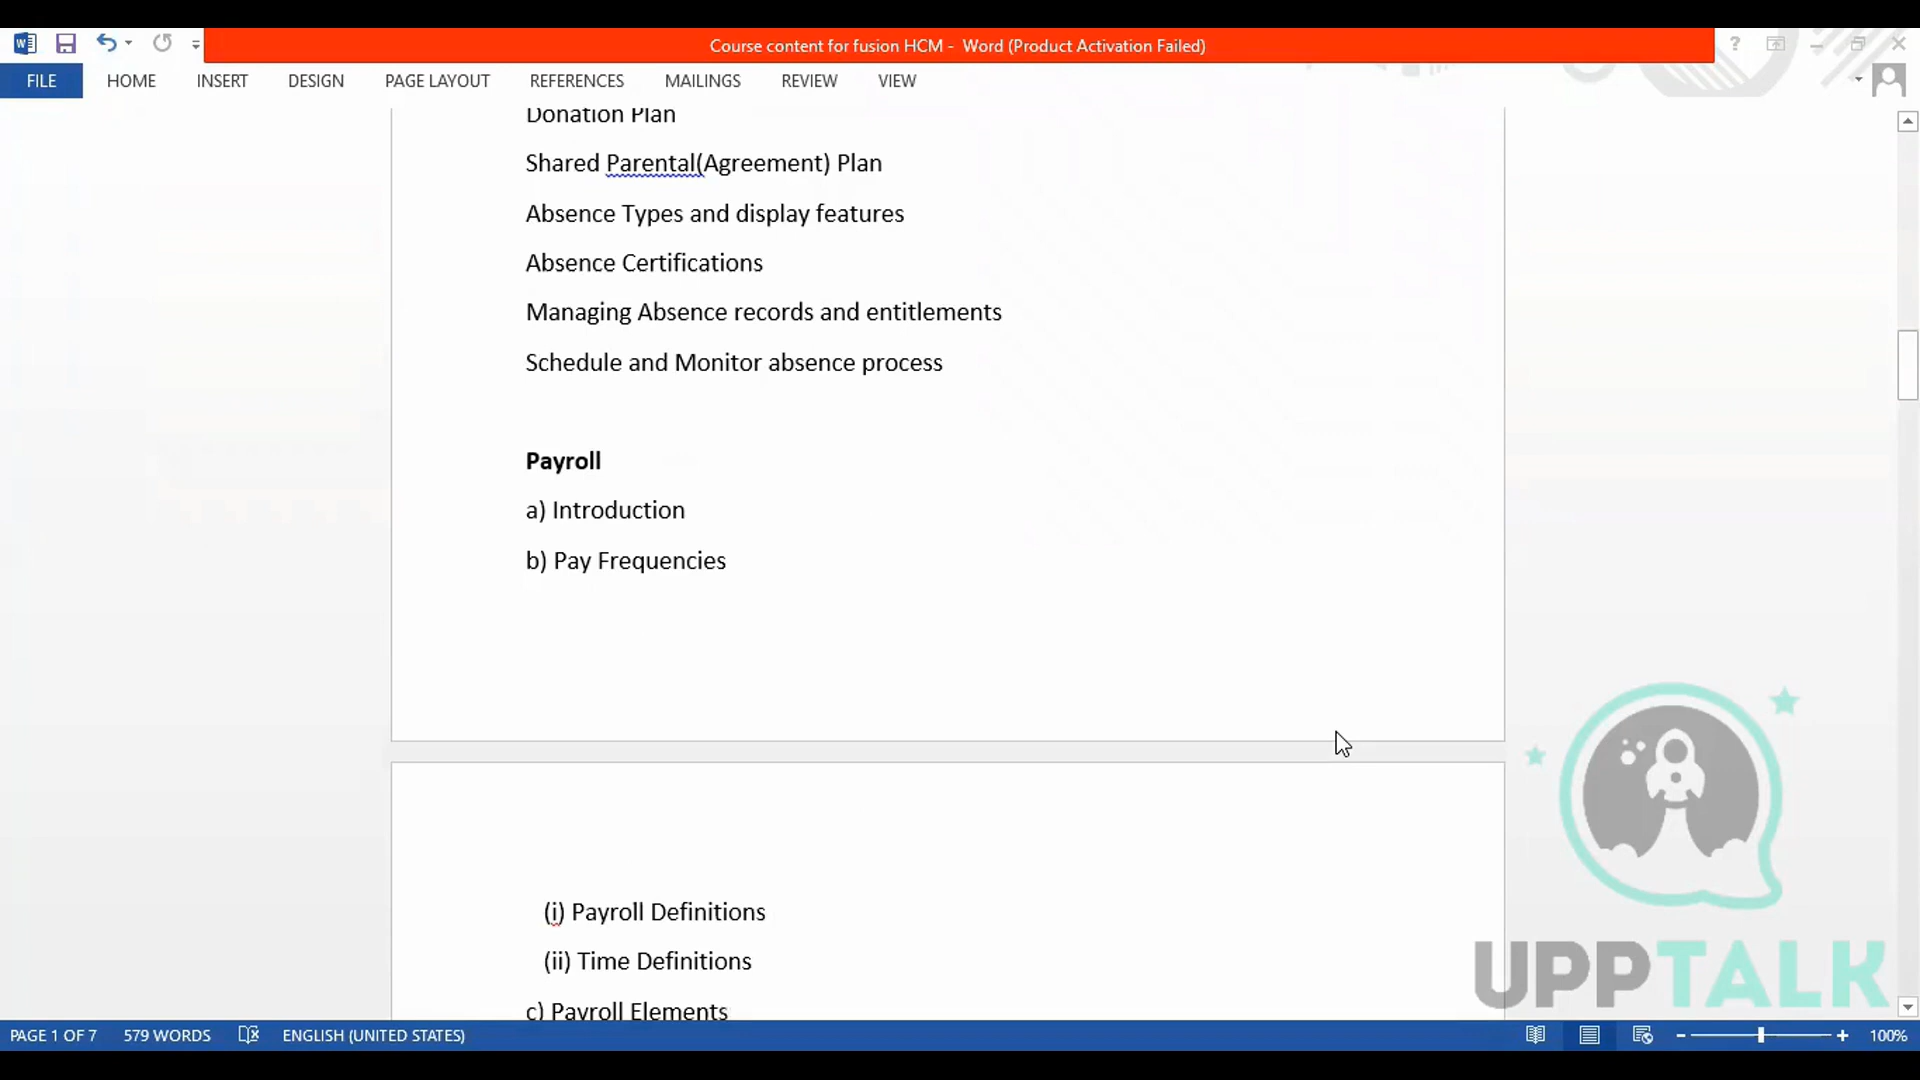 Course content for fusion HCM - Word (Product Activation Failed)
?
FILE HOME INSERT DESIGN PAGE LAYOUT REFERENCES MAILINGS REVIEW VIEW
Donation Plan
Shared Parental(Agreement) Plan
Absence Types and display features
Absence Certifications
Managing Absence records and entitlements
Schedule and Monitor absence process
Payroll
a) Introduction
b) Pay Frequencies
(i) Payroll Definitions
(ii) Time Definitions
c) Payroll Elements
UPPTALK
PAGE 1 OF 7 579 WORDS ENGLISH (UNITED STATES) 100%